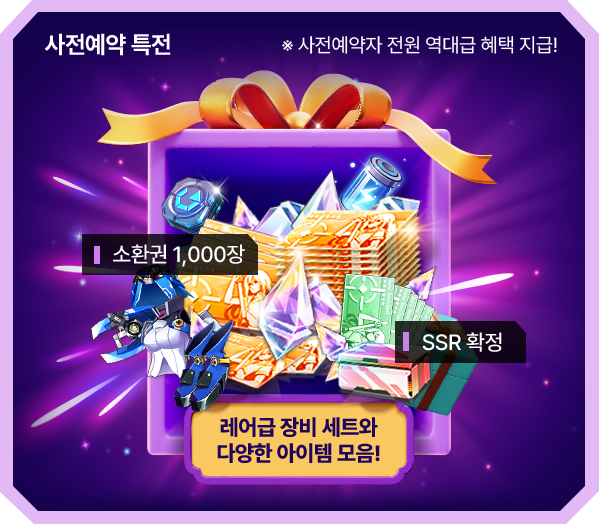 사전예약 특전
※ 사전예약자 전원 역대급 혜택 지급!
소환권 1,000장
SSR 확정
레어급 장비 세트와
다양한 아이템 모음!